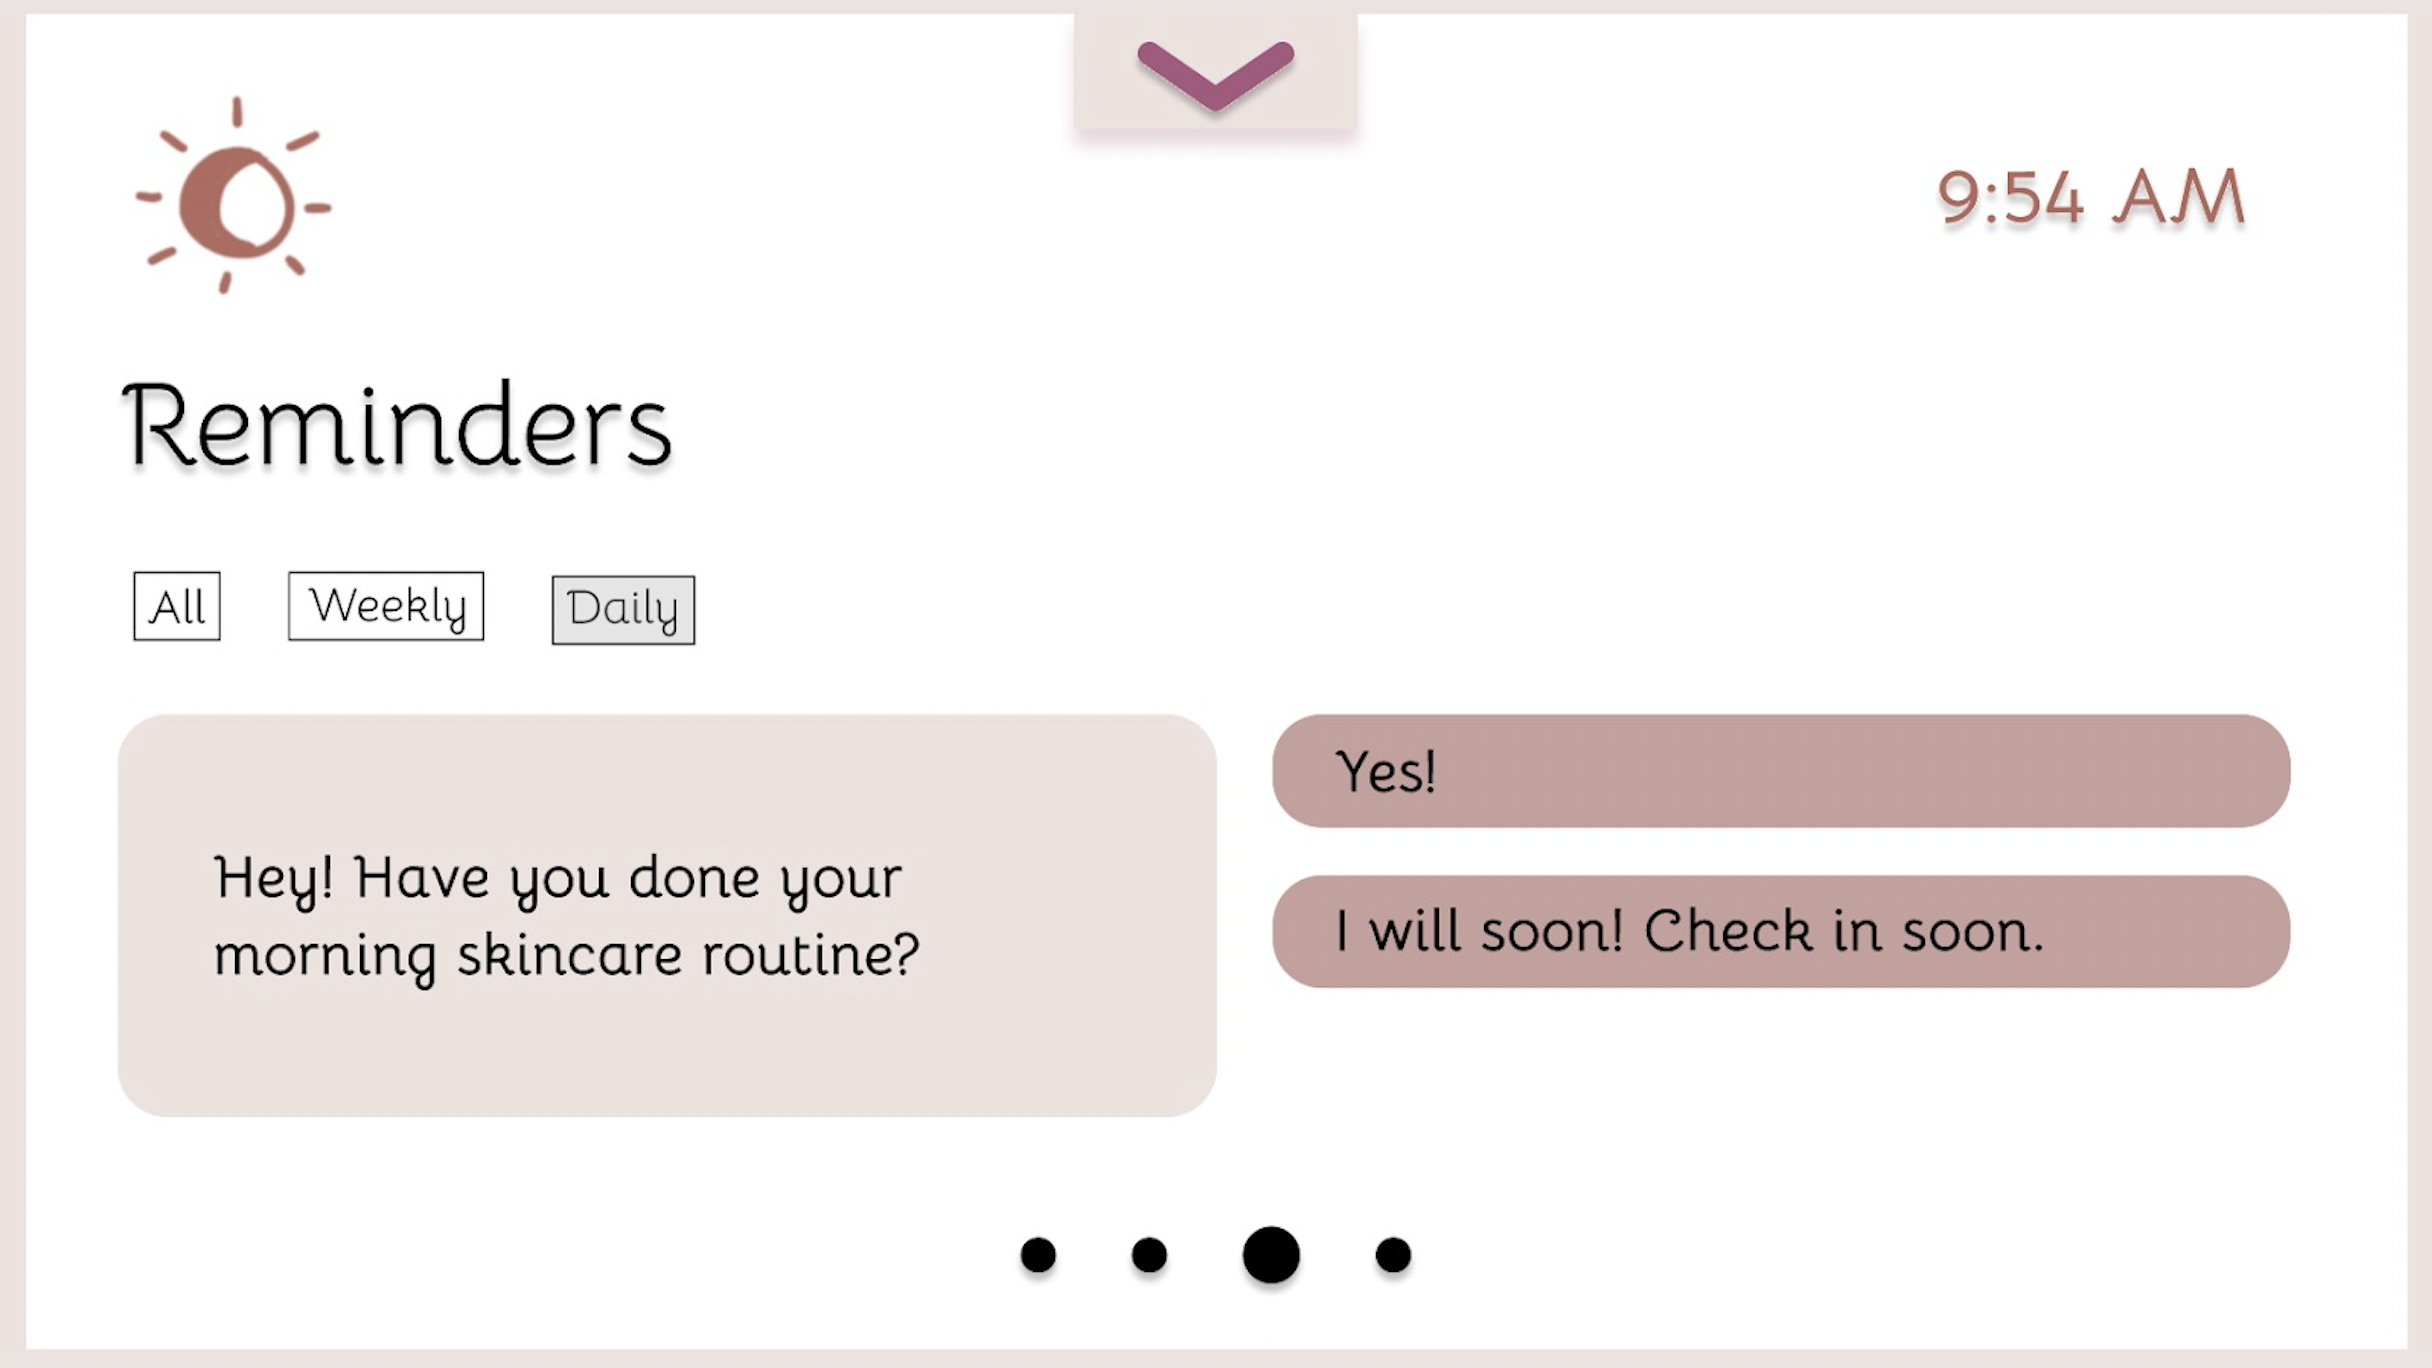 9:54 AM
Reminders
All
Weekly
Daily
Hey! Have you done your
morning skincare routine?
Yes!
I will soon! Check in soon.